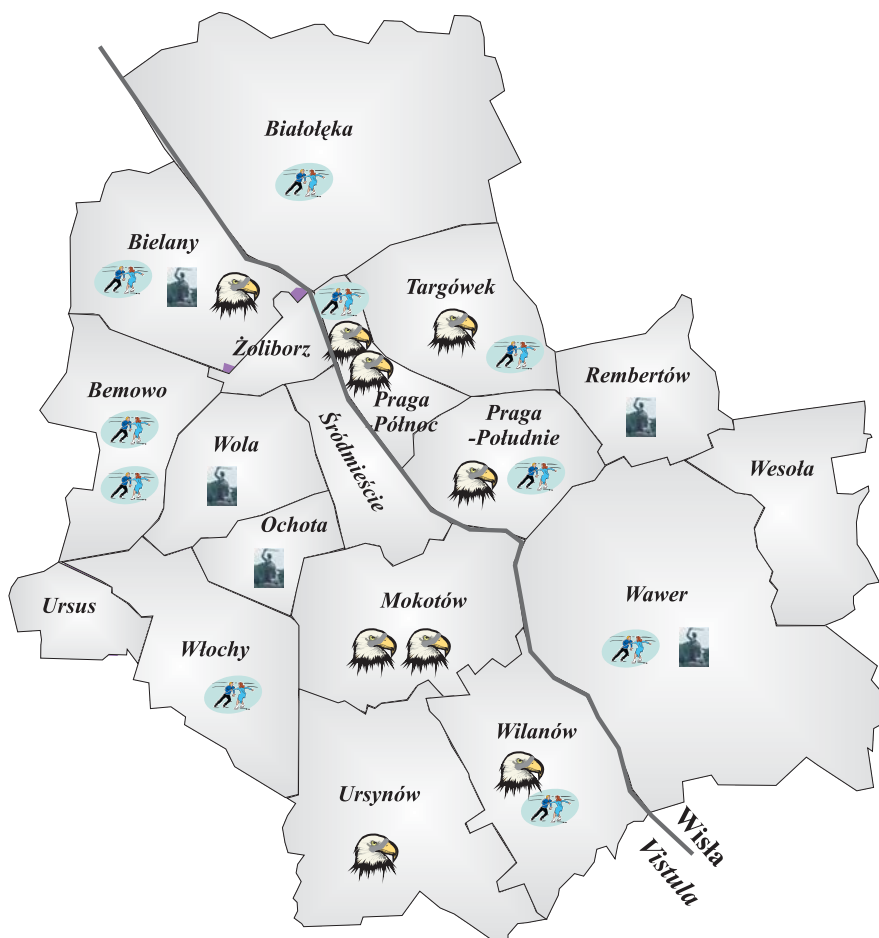 Białołęka
Bielany
Targówek
Żoliborz
Rembertów
Bemowo
Praga
-Północ
Praga
-Południe
Wola
Śródmieście
Wesoła
Ochota
Ursus
Mokotów
Wawer
Włochy
Wilanów
Ursynów
Wisła
Vistula